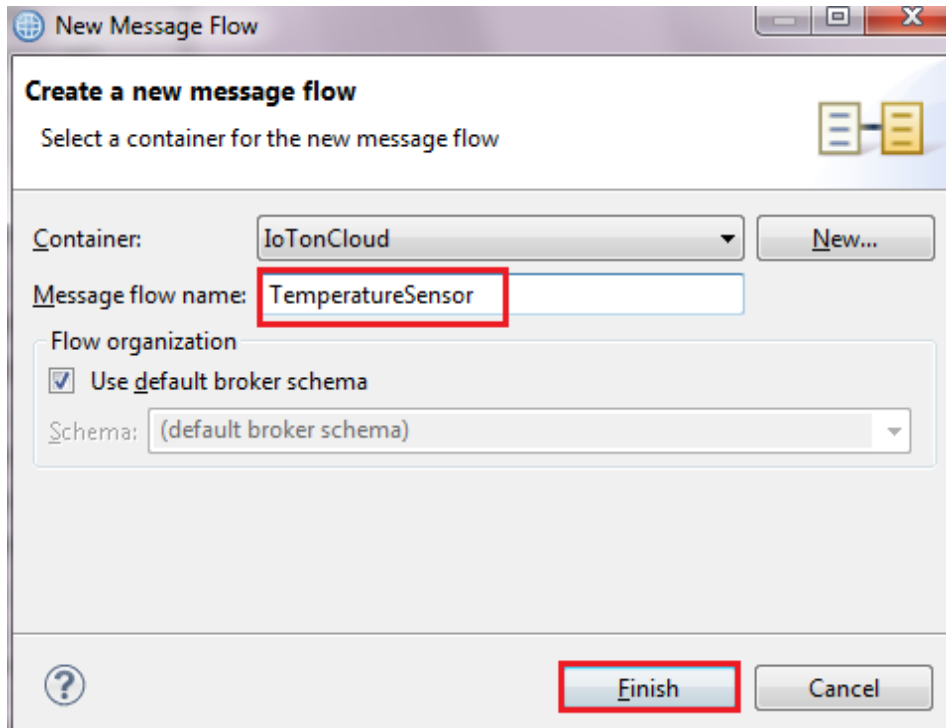 New Message Flow
Create a new message flow
Select a container for the new message flow
Container: IoTonCloud New...
Message flow name: TemperatureSensor
Flow organization
Use default broker schema
Schema: (default broker schema)
? Finish Cancel